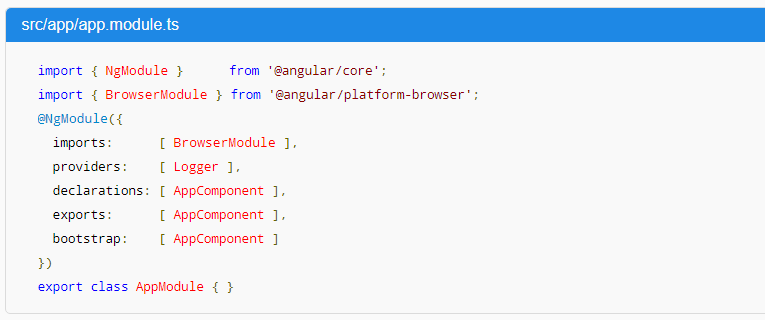 src/app/app.module.ts
import { NgModule }      from '@angular/core';
import { BrowserModule } from '@angular/platform-browser';
@NgModule({
  imports:      [ BrowserModule ],
  providers:    [ Logger ],
  declarations: [ AppComponent ],
  exports:      [ AppComponent ],
  bootstrap:    [ AppComponent ]
})
export class AppModule { }